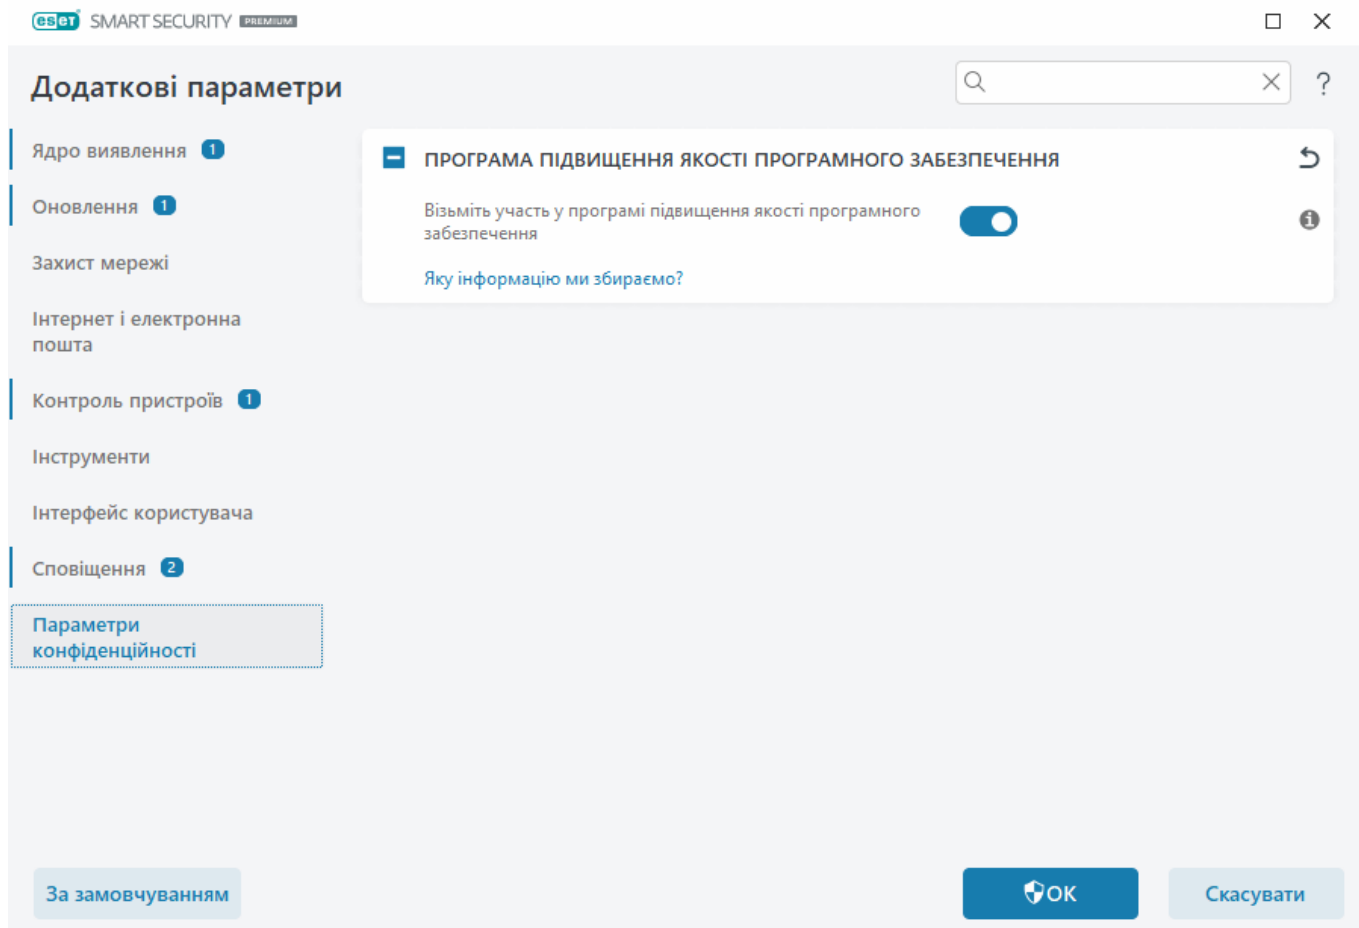 eset SMART SECURITY PREMIUM
Додаткові параметри
?
Ядро виявлення 1
Оновлення 1
Захист мережі
Інтернет і електронна
пошта
Контроль пристроїв 1
Інструменти
Інтерфейс користувача
Сповіщення 2
Параметри
конфіденційності
ПРОГРАМА ПІДВИЩЕННЯ ЯКОСТІ ПРОГРАМНОГО ЗАБЕЗПЕЧЕННЯ
Візьміть участь у програмі підвищення якості програмного
забезпечення
Яку інформацію ми збираємо?
За замовчуванням
ОК
Скасувати